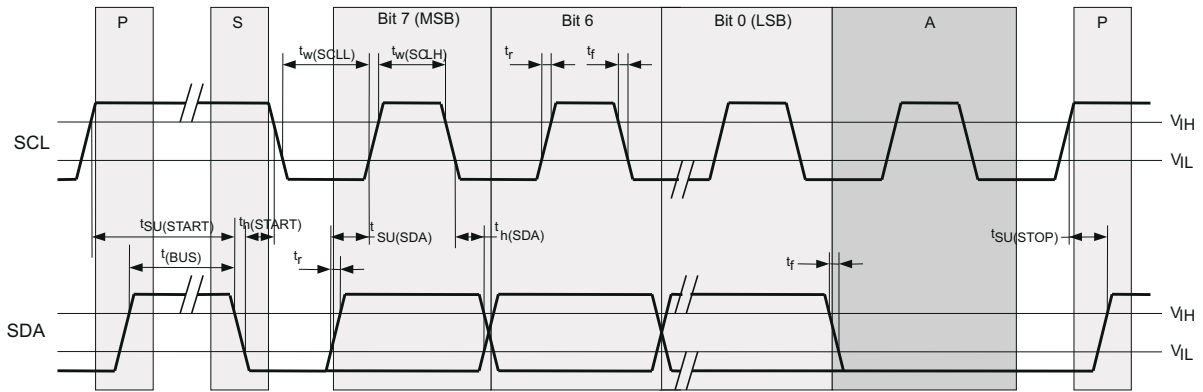 P S Bit 7 (MSB) Bit 6 Bit 0 (LSB) A P
tw(SCLL) tw(SCLH) tr tf
SCL
VIH
VIL
tSU(START) th(START) t SU(SDA) th(SDA) tSU(STOP)
t(BUS) tr tf
SDA
VIH
VIL